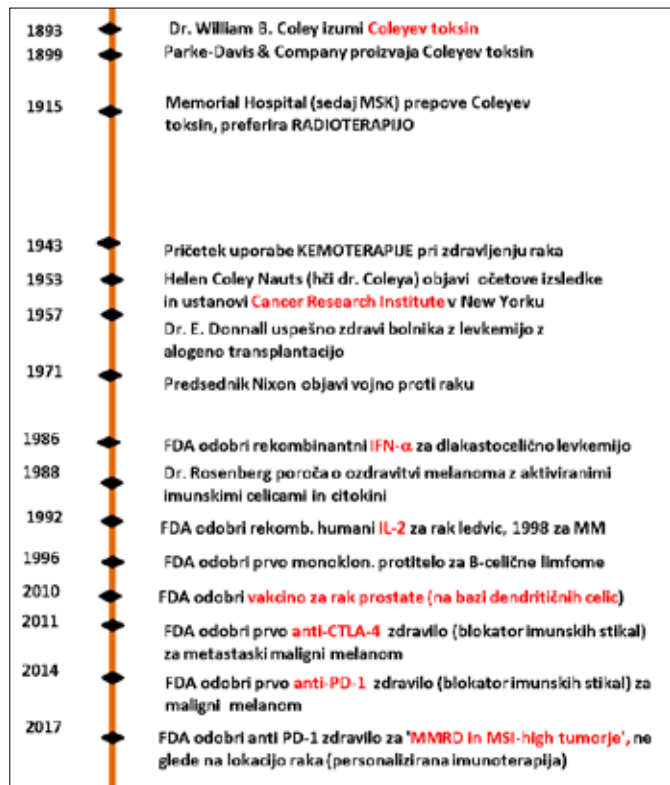 1893 Dr. William B. Coley izumi Coleyev toksin
1899 Parke-Davis & Company proizvaja Coleyev toksin
1915 Memorial Hospital (sedaj MSK) prepove Coleyev
toksin, preferira RADIOTERAPIJO
1943 Pričetek uporabe KEMOTERAPIJE pri zdravljenju raka
1953 Helen Coley Nauts (hči dr. Coleya) objavi očetove izsledke
in ustanovi Cancer Research Institute v New Yorku
1957 Dr. E. Donnall uspešno zdravi bolnika z levkemijo z
alogeno transplantacijo
1971 Predsednik Nixon objavi vojno proti raku
1986 FDA odobri rekombinantni IFN-α za dlakastocelično levkemijo
1988 Dr. Rosenberg poroča o ozdravitvi melanoma z aktiviranimi
imunskimi celicami in citokini
1992 FDA odobri rekomb. humani IL-2 za rak ledvic, 1998 za MM
1996 FDA odobri prvo monoklon. protitelo za B-celične limfome
2010 FDA odobri vakcino za rak prostate (na bazi dendritičnih celic)
2011 FDA odobri prvo anti-CTLA-4 zdravilo (blokator imunskih stikal)
za metastaski maligni melanom
2014 FDA odobri prvo anti-PD-1 zdravilo (blokator imunskih stikal) za
maligni melanom
2017 FDA odobri anti PD-1 zdravilo za 'MMRD in MSI-high tumorje', ne
glede na lokacijo raka (personalizirana imunoterapija)